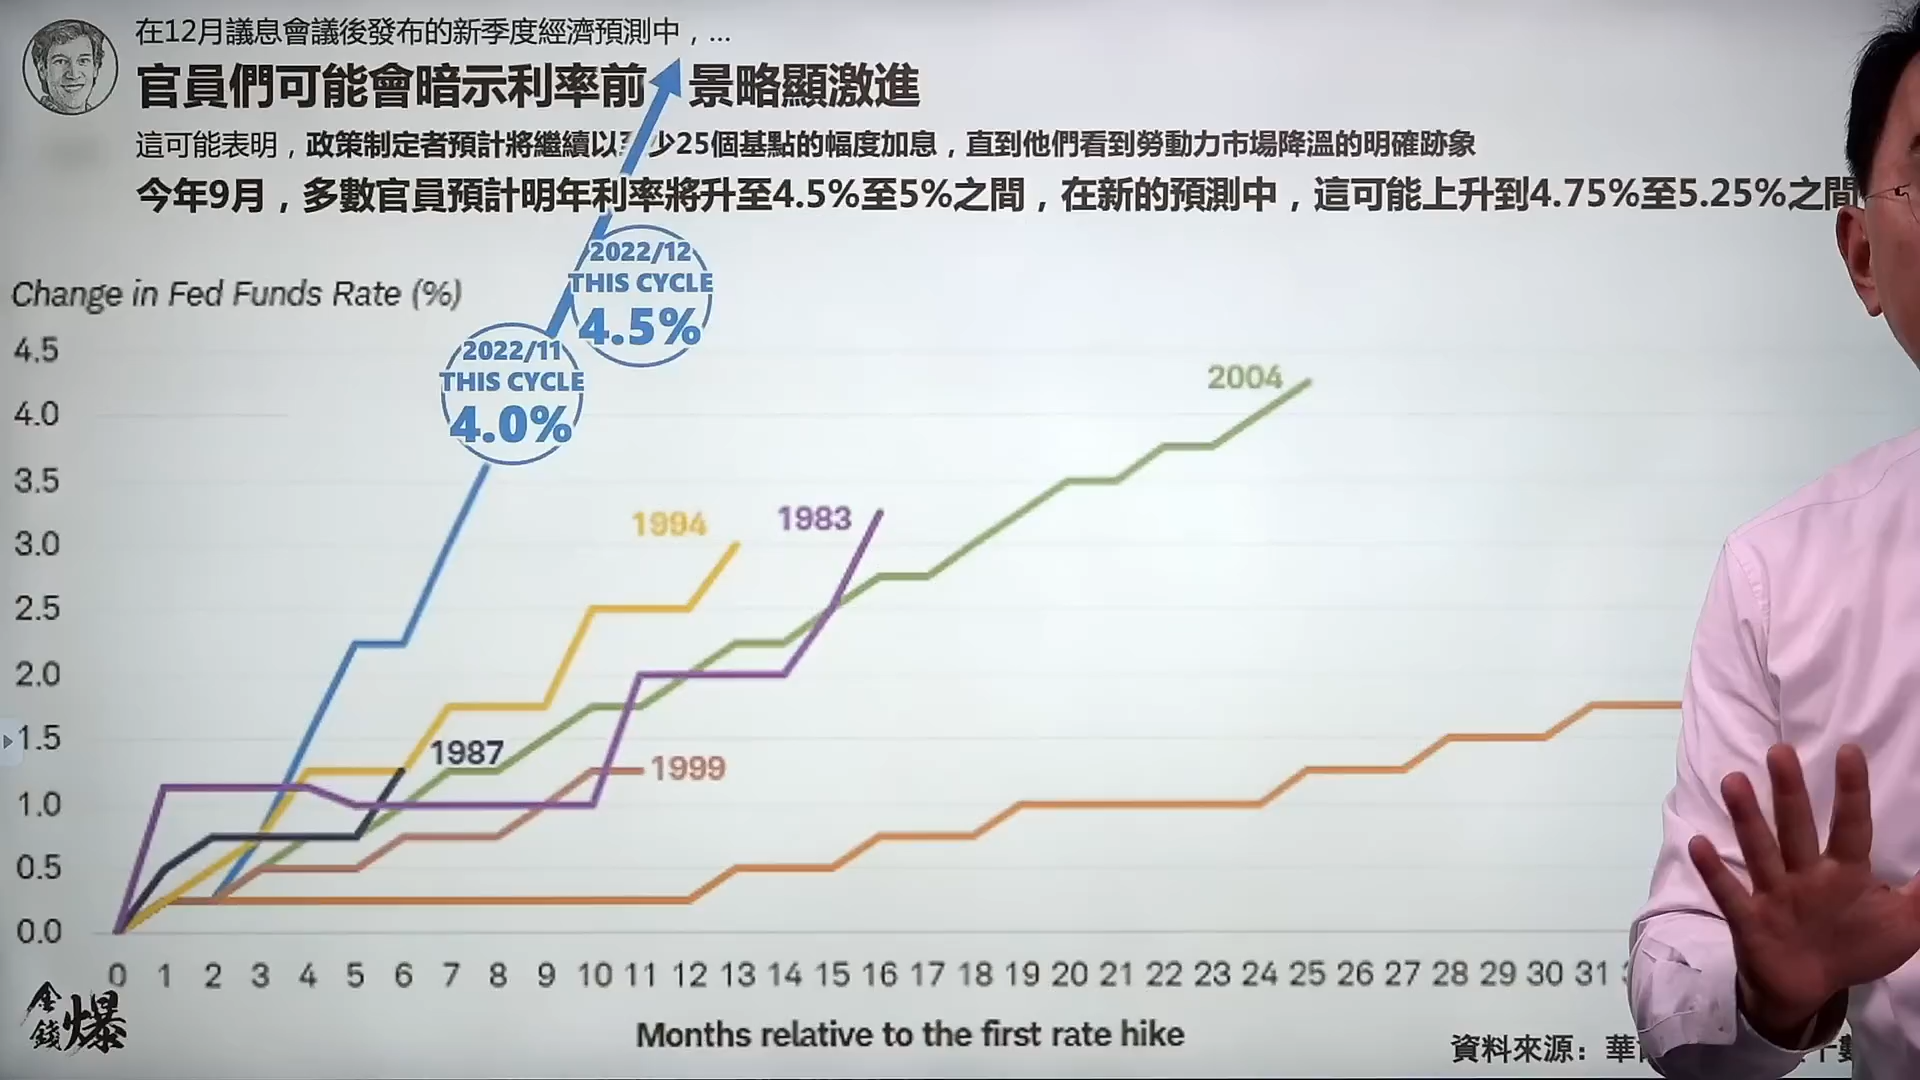 在12月議息會議後發布的新季度經濟預測中，...
官員們可能會暗示利率前景略顯激進
這可能表明，政策制定者預計將繼續以至少25個基點的幅度加息，直到他們看到勞動力市場降溫的明確跡象
今年9月，多數官員預計明年利率將升至4.5%至5%之間，在新的預測中，這可能上升到4.75%至5.25%之間
2022/12
THIS CYCLE
4.5%
Change in Fed Funds Rate (%)
2022/11
THIS CYCLE
4.0%
4.5
4.0
3.5
3.0
2.5
2.0
1.5
1.0
0.5
0.0
2004
1994
1983
1987
1999
0 1 2 3 4 5 6 7 8 9 10 11 12 13 14 15 16 17 18 19 20 21 22 23 24 25 26 27 28 29 30 31
Months relative to the first rate hike
金錢爆
資料來源：華